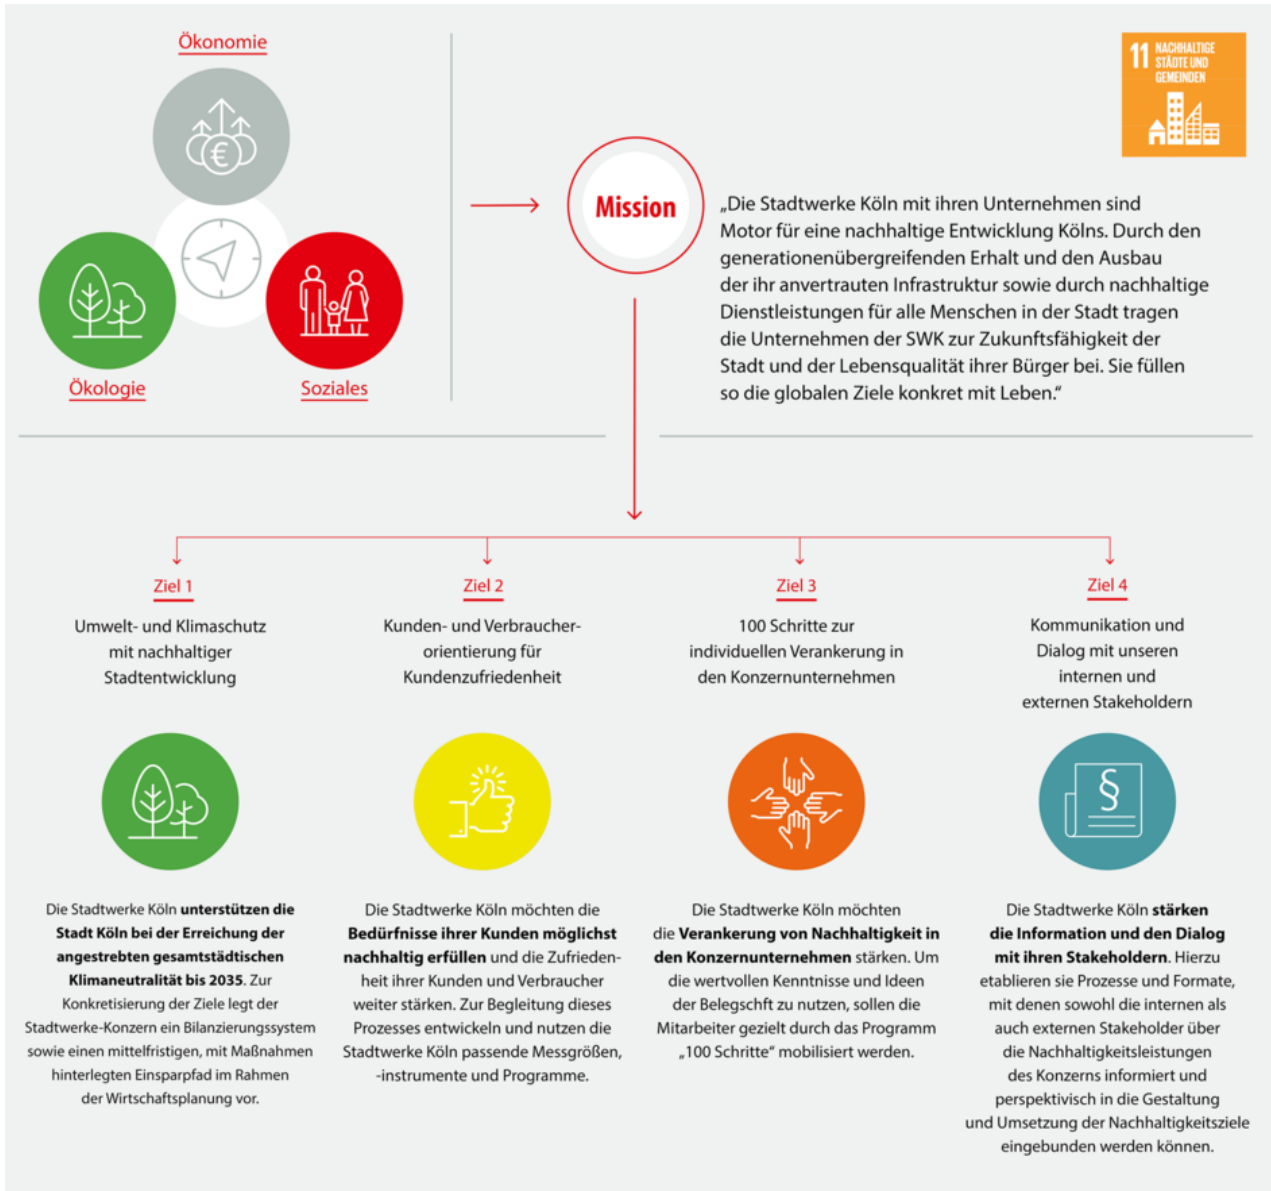 Ökonomie
Ökologie
Soziales
Mission
11 NACHHALTIGE
STÄDTE UND
GEMEINDEN
„Die Stadtwerke Köln mit ihren Unternehmen sind
Motor für eine nachhaltige Entwicklung Kölns. Durch den
generationenübergreifenden Erhalt und den Ausbau
der ihr anvertrauten Infrastruktur sowie durch nachhaltige
Dienstleistungen für alle Menschen in der Stadt tragen
die Unternehmen der SWK zur Zukunftsfähigkeit der
Stadt und der Lebensqualität ihrer Bürger bei. Sie füllen
so die globalen Ziele konkret mit Leben.“
Ziel 1
Umwelt- und Klimaschutz
mit nachhaltiger
Stadtentwicklung
Die Stadtwerke Köln unterstützen die
Stadt Köln bei der Erreichung der
angestrebten gesamtstädtischen
Klimaneutralität bis 2035. Zur
Konkretisierung der Ziele legt der
Stadtwerke-Konzern ein Bilanzierungssystem
sowie einen mittelfristigen, mit Maßnahmen
hinterlegten Einsparpfad im Rahmen
der Wirtschaftsplanung vor.
Ziel 2
Kunden- und Verbraucher-
orientierung für
Kundenzufriedenheit
Die Stadtwerke Köln möchten die
Bedürfnisse ihrer Kunden möglichst
nachhaltig erfüllen und die Zufrieden-
heit ihrer Kunden und Verbraucher
weiter stärken. Zur Begleitung dieses
Prozesses entwickeln und nutzen die
Stadtwerke Köln passende Messgrößen,
-instrumente und Programme.
Ziel 3
100 Schritte zur
individuellen Verankerung in
den Konzernunternehmen
Die Stadtwerke Köln möchten
die Verankerung von Nachhaltigkeit in
den Konzernunternehmen stärken. Um
die wertvollen Kenntnisse und Ideen
der Belegschft zu nutzen, sollen die
Mitarbeiter gezielt durch das Programm
„100 Schritte“ mobilisiert werden.
Ziel 4
Kommunikation und
Dialog mit unseren
internen und
externen Stakeholdern
§
Die Stadtwerke Köln stärken
die Information und den Dialog
mit ihren Stakeholdern. Hierzu
etablieren sie Prozesse und Formate,
mit denen sowohl die internen als
auch externen Stakeholder über
die Nachhaltigkeitsleistungen
des Konzerns informiert und
perspektivisch in die Gestaltung
und Umsetzung der Nachhaltigkeitsziele
eingebunden werden können.